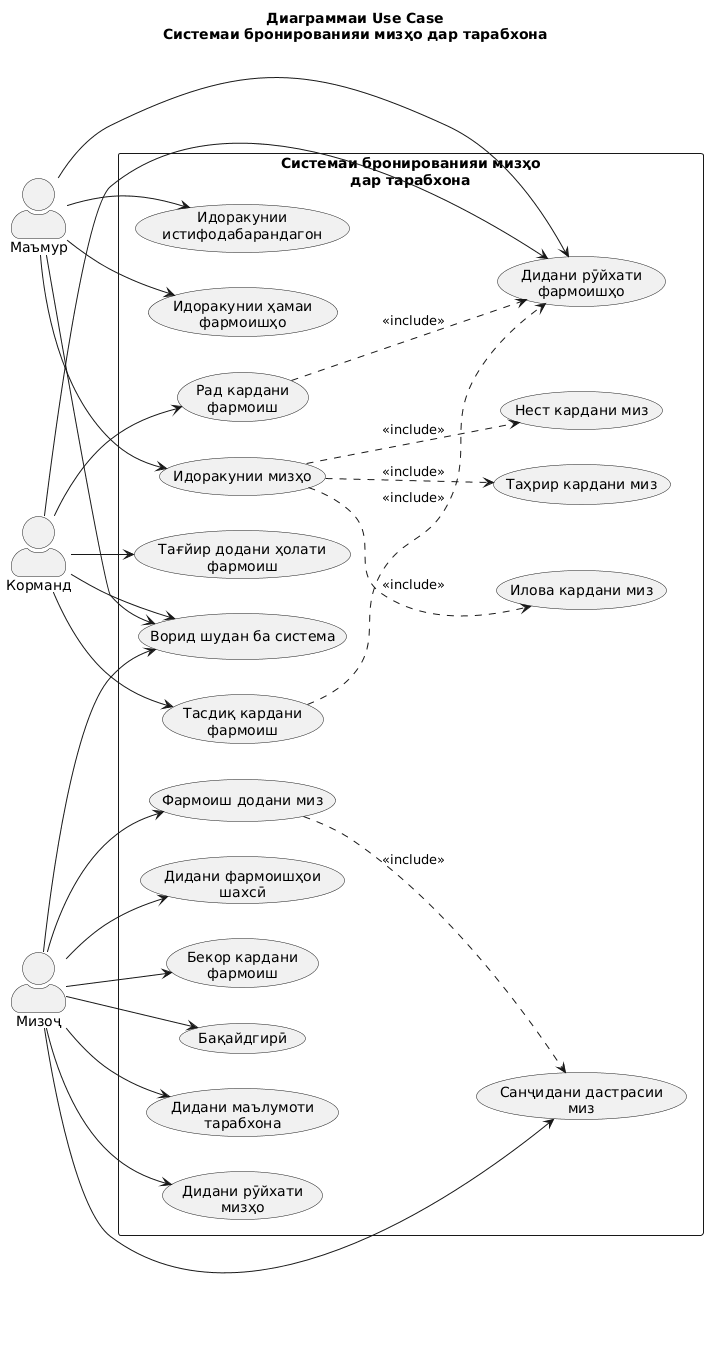 Диаграммаи Use Case
Системаи бронированияи мизҳо дар тарабхона
Системаи бронированияи мизҳо
дар тарабхона
Маъмур
Идоракунии
истифодабарандагон
Дидани рӯйхати
фармоишҳо
Идоракунии ҳамаи
фармоишҳо
«include»
Рад кардани
фармоиш
Нест кардани миз
«include»
Идоракунии мизҳо
«include»
Таҳрир кардани миз
«include»
Корманд
Тағйир додани ҳолати
фармоиш
«include»
Илова кардани миз
Ворид шудан ба система
Тасдиқ кардани
фармоиш
Фармоиш додани миз
«include»
Дидани фармоишҳои
шахсӣ
Бекор кардани
фармоиш
Мизоҷ
Бақайдгирӣ
Санҷидани дастрасии
миз
Дидани маълумоти
тарабхона
Дидани рӯйхати
мизҳо